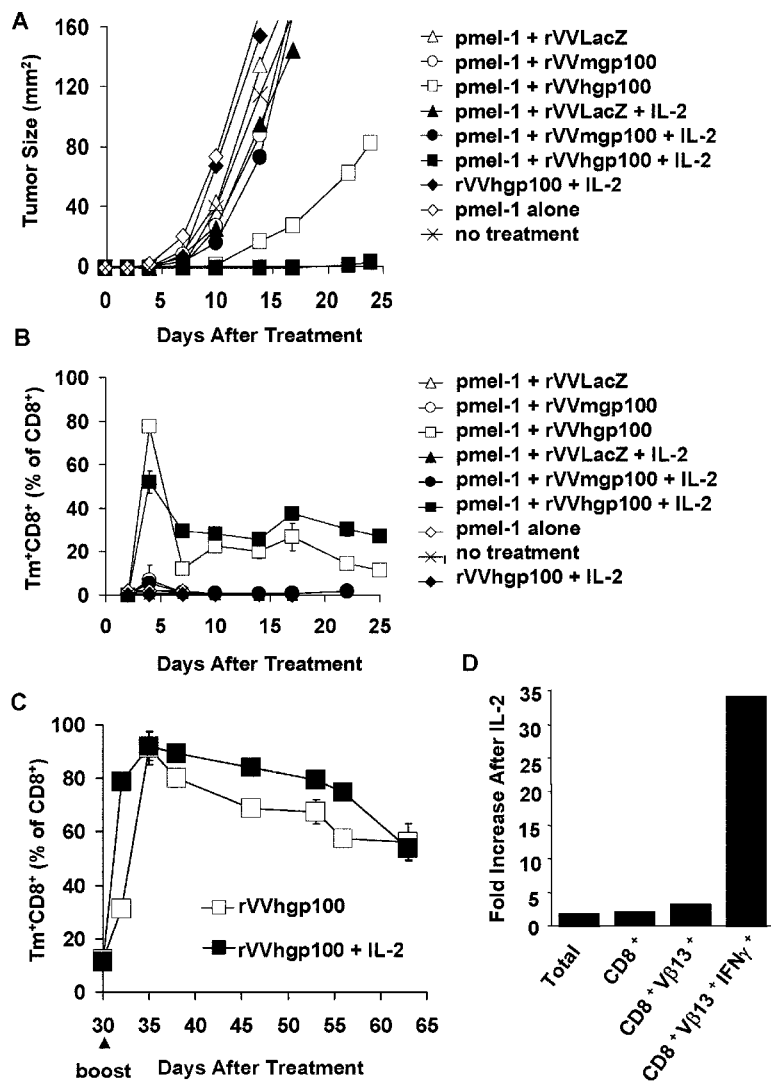 A
Tumor Size (mm²)
160
120
80
40
0
0 5 10 15 20 25
Days After Treatment
pmel-1 + rVVLacZ
pmel-1 + rVVmgp100
pmel-1 + rVVhgp100
pmel-1 + rVVLacZ + IL-2
pmel-1 + rVVmgp100 + IL-2
pmel-1 + rVVhgp100 + IL-2
rVVhgp100 + IL-2
pmel-1 alone
no treatment
B
Tm⁺CD8⁺ (% of CD8⁺)
100
80
60
40
20
0
0 5 10 15 20 25
Days After Treatment
pmel-1 + rVVLacZ
pmel-1 + rVVmgp100
pmel-1 + rVVhgp100
pmel-1 + rVVLacZ + IL-2
pmel-1 + rVVmgp100 + IL-2
pmel-1 + rVVhgp100 + IL-2
pmel-1 alone
no treatment
rVVhgp100 + IL-2
C
Tm⁺CD8⁺ (% of CD8⁺)
100
80
60
40
20
0
rVVhgp100
rVVhgp100 + IL-2
30 35 40 45 50 55 60 65
boost
Days After Treatment
D
Fold Increase After IL-2
35
30
25
20
15
10
5
0
Total
CD8⁺
CD8⁺Vβ13⁺
CD8⁺Vβ13⁺IFNγ⁺